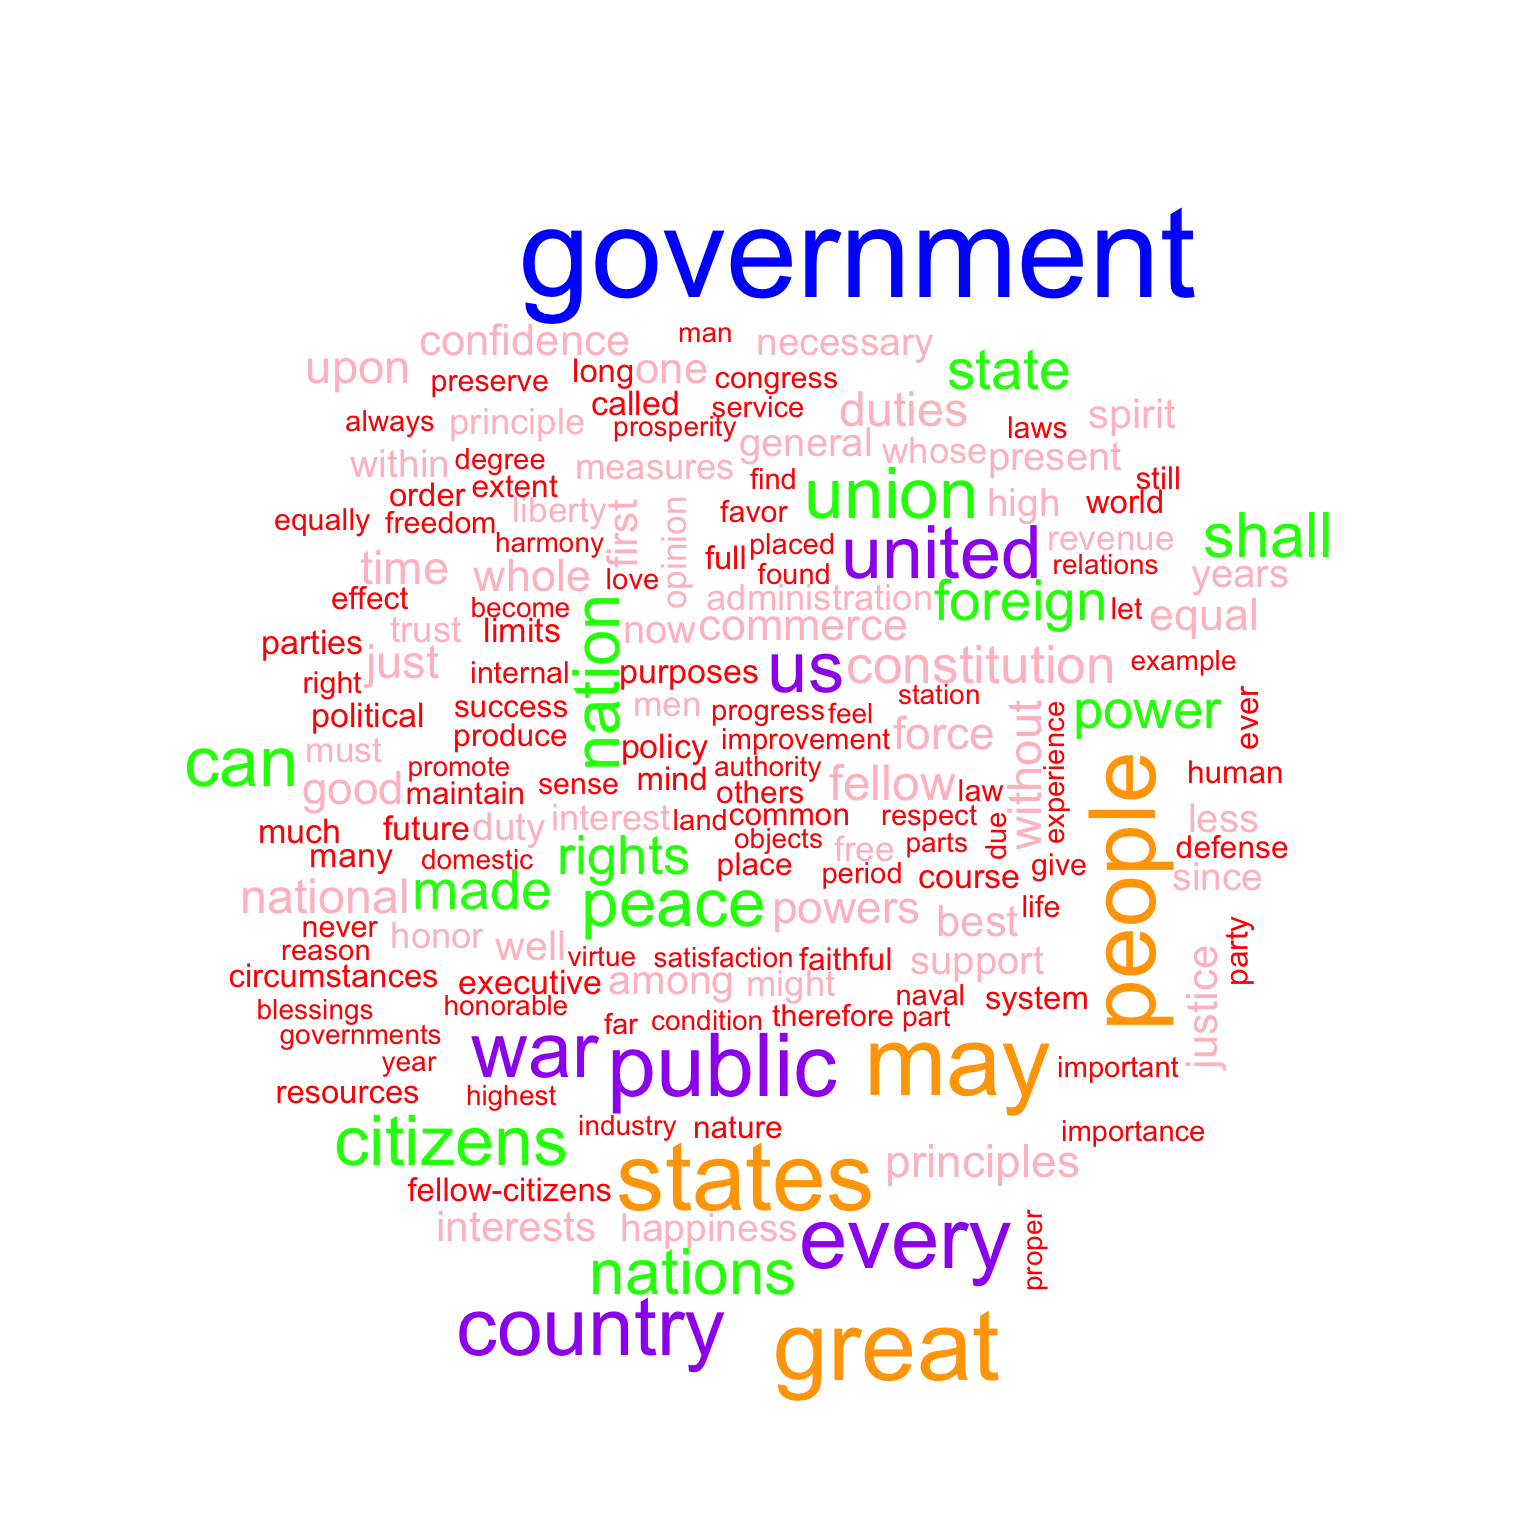 government
confidence man necessary
upon preserve long one congress state
always principle called service prosperity duties spirit laws
general whose present
within degree measures find still
order extent union high world
equally freedom liberty first opinion favor shall
harmony full placed united revenue relations
time whole love found years
effect become administration foreign let equal
parties trust limits nation now commerce
just internal purposes us constitution example
right station
political success men progress feel power ever
produce policy improvement force without experience
can must promote mind authority people human
good maintain sense others fellow law
much future duty interest land common respect due less
many domestic rights objects free parts defense
place period course give since
national made peace powers best life
never honor well party
reason virtue satisfaction faithful support justice
circumstances executive among might
blessings honorable naval system
governments far condition therefore part
year war public may important
resources highest
citizens industry nature importance
states principles
fellow-citizens
interests happiness every proper
nations
country great